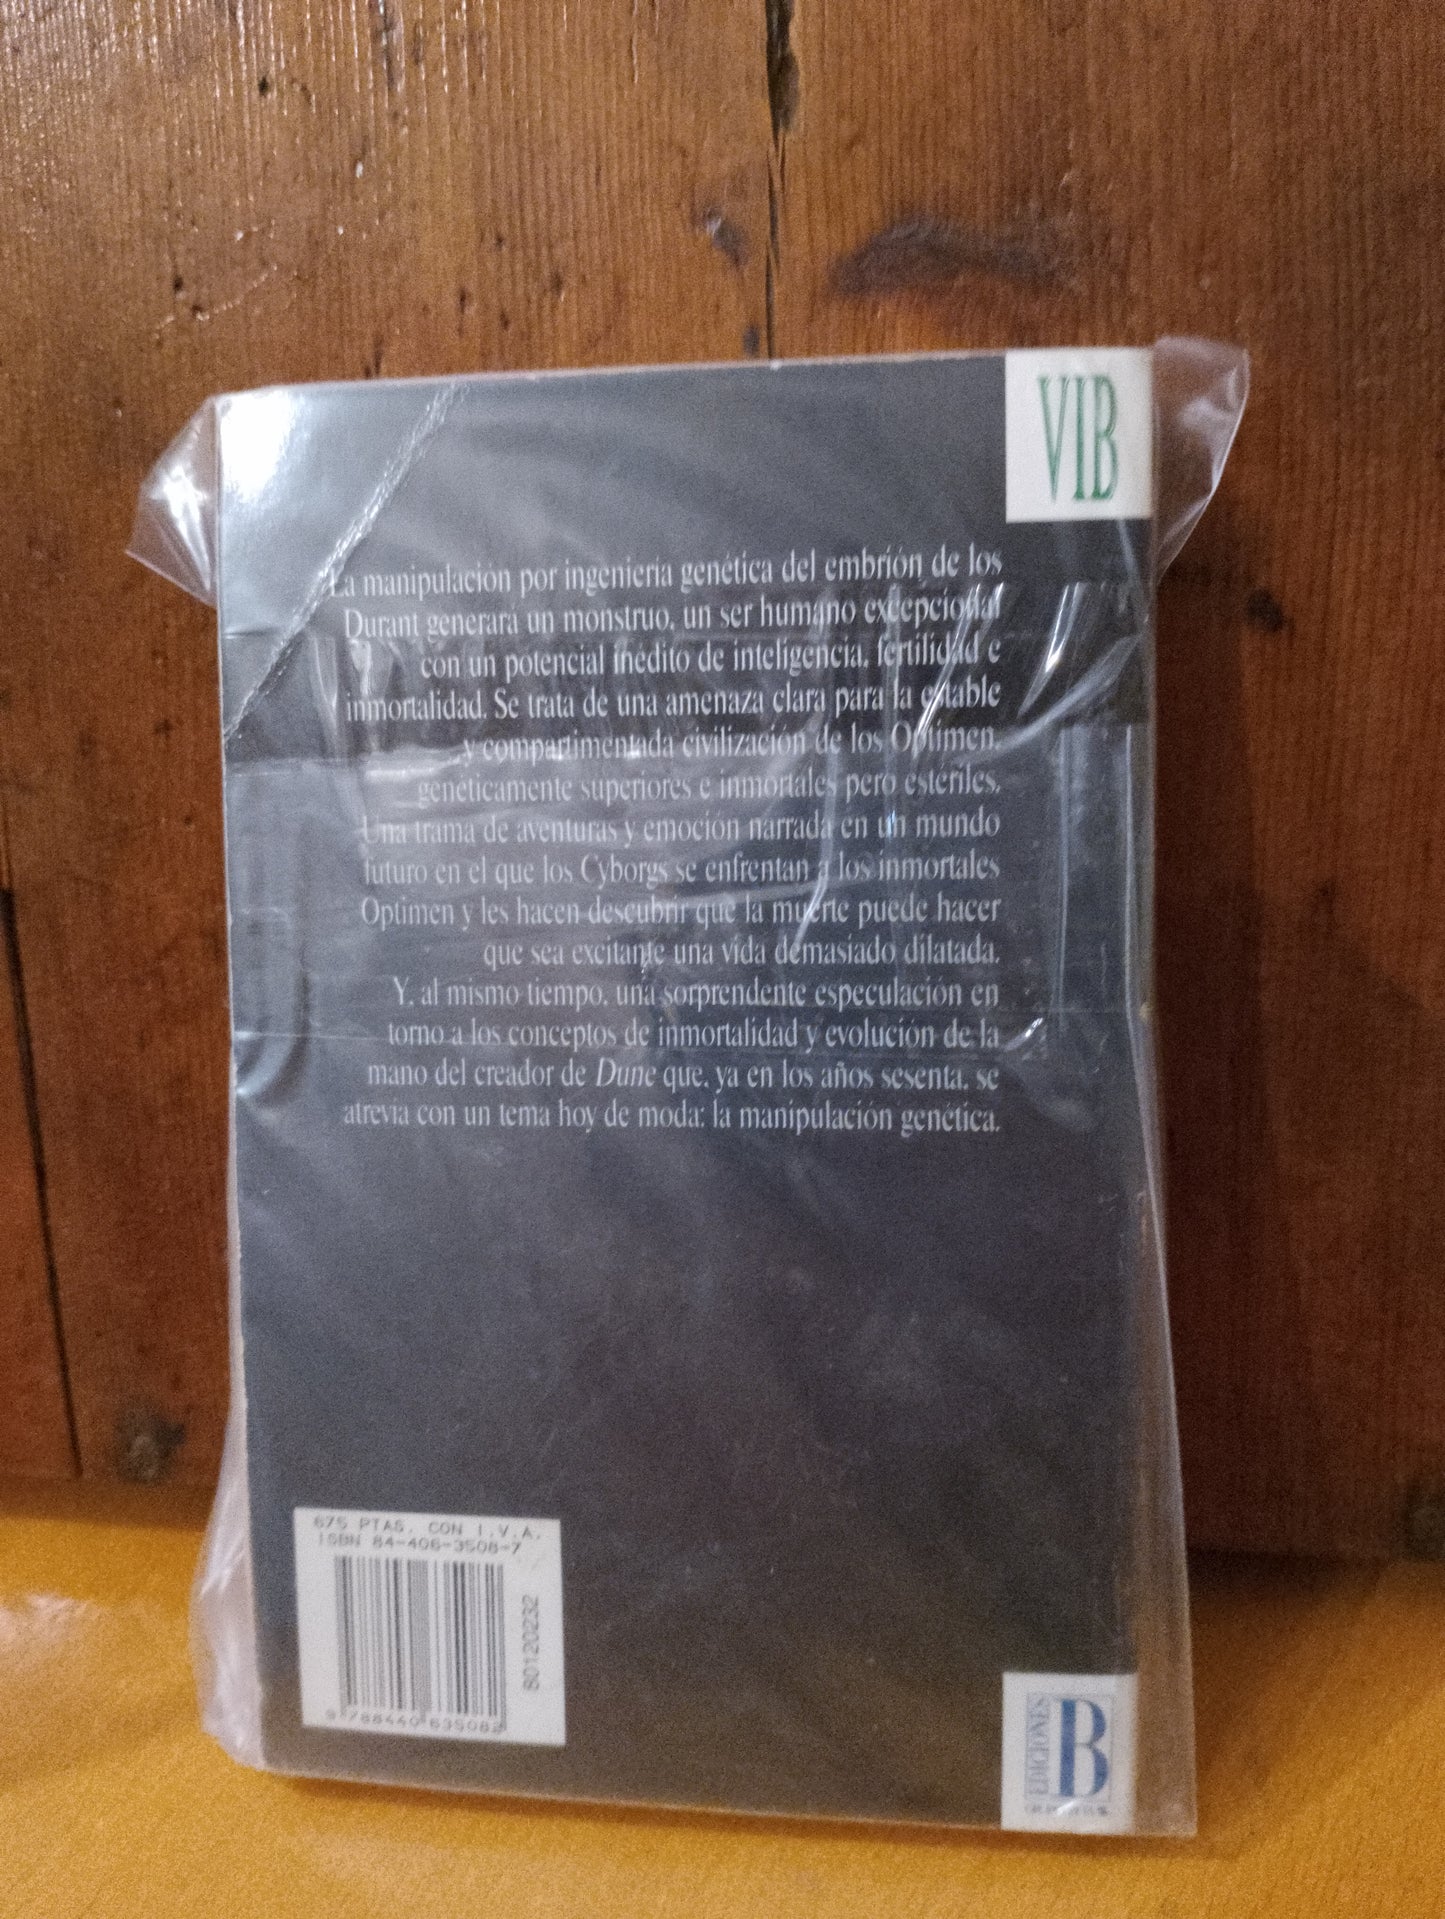 VIB
La manipulación por ingeniería genética del embrión de los
Durant generará un monstruo, un ser humano excepcional
con un potencial inédito de inteligencia, fertilidad e
inmortalidad. Se trata de una amenaza clara para la estable
y compartimentada civilización de los Optimen,
genéticamente superiores e inmortales pero estériles.
Una trama de aventuras y emoción narrada en un mundo
futuro en el que los Cyborgs se enfrentan a los inmortales
Optimen y les hacen descubrir que la muerte puede hacer
que sea excitante una vida demasiado dilatada.
Y, al mismo tiempo, una sorprendente especulación en
torno a los conceptos de inmortalidad y evolución de la
mano del creador de Dune que, ya en los años sesenta, se
atrevía con un tema hoy de moda: la manipulación genética.
675 PTAS. CON I.V.A.
ISBN 84-406-3508-7
80120232
9 788440 635082
EDICIONES
B